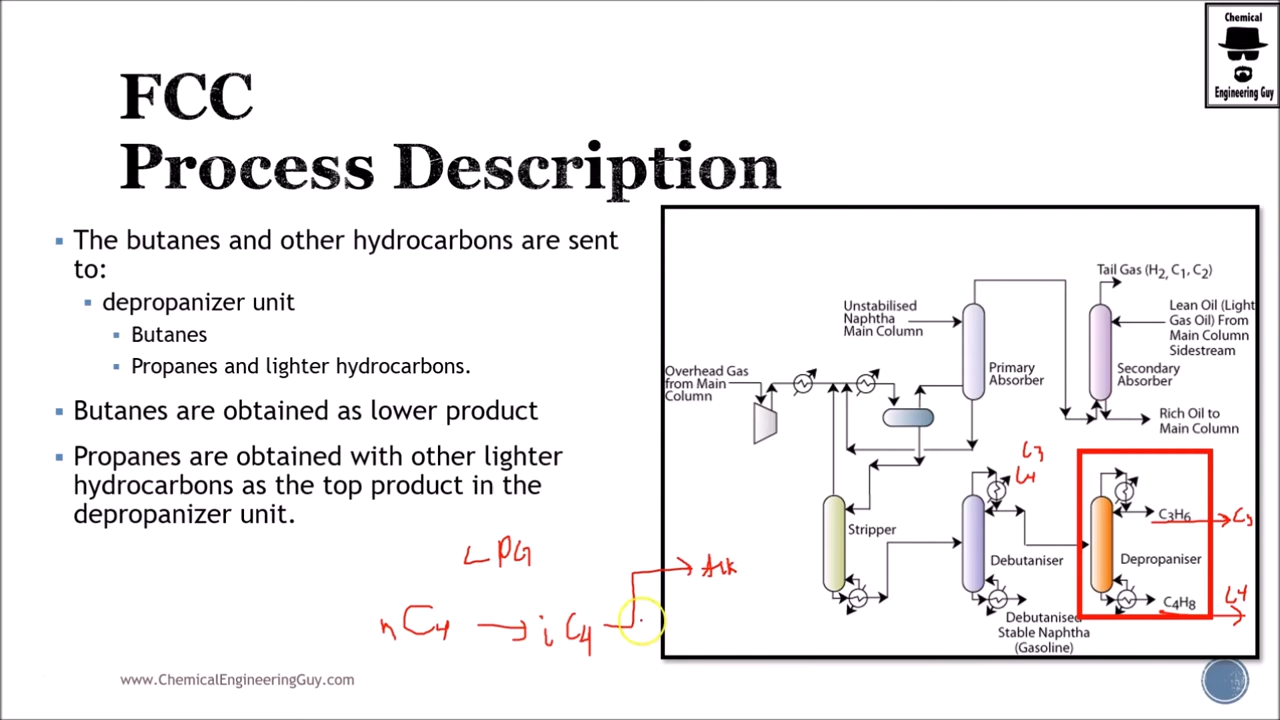 Chemical
Engineering Guy
FCC
Process Description
The butanes and other hydrocarbons are sent
to:
depropanizer unit
Butanes
Propanes and lighter hydrocarbons.
Butanes are obtained as lower product
Propanes are obtained with other lighter
hydrocarbons as the top product in the
depropanizer unit.
LPG
nC4 → iC4
Alk
www.ChemicalEngineeringGuy.com
Tail Gas (H2, C1, C2)
Unstabilised
Naphtha
Main Column
Lean Oil (Light
Gas Oil) From
Main Column
Sidestream
Overhead Gas
from Main
Column
Primary
Absorber
Secondary
Absorber
Rich Oil to
Main Column
C3
C4
Stripper
Debutaniser
Depropaniser
C3H6
C3
C4H8
C4
Debutanised
Stable Naphtha
(Gasoline)